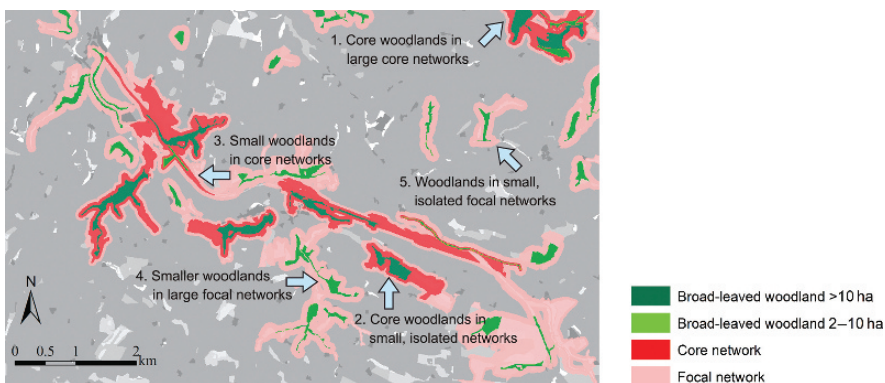 1. Core woodlands in
large core networks
3. Small woodlands
in core networks
5. Woodlands in small,
isolated focal networks
4. Smaller woodlands
in large focal networks
2. Core woodlands in
small, isolated networks
N
0 0.5 1 2
km
Broad-leaved woodland >10 ha
Broad-leaved woodland 2–10 ha
Core network
Focal network